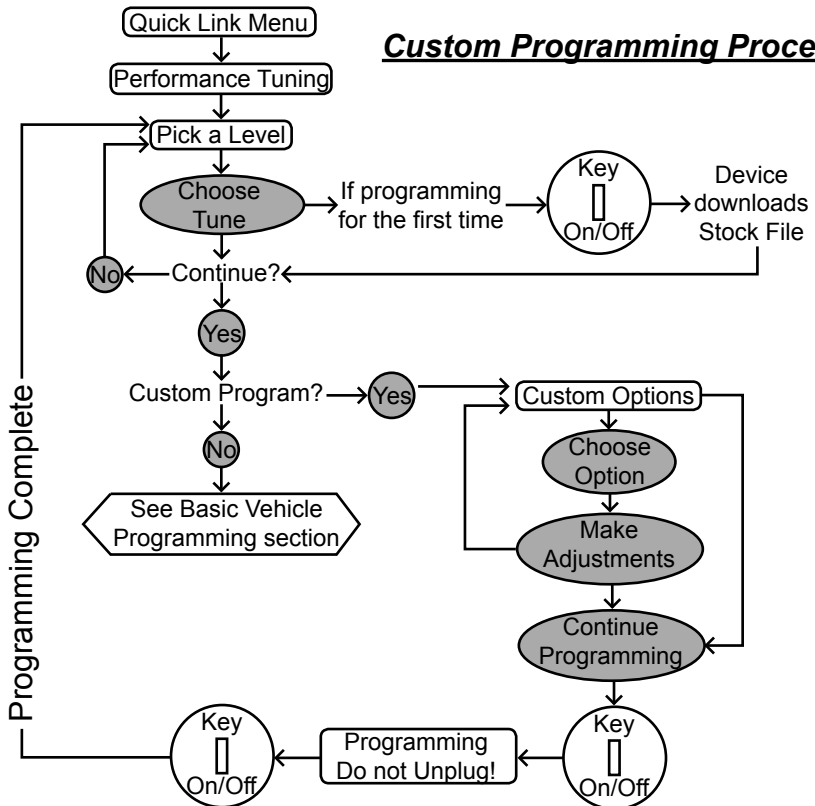 Quick Link Menu
Custom Programming Proce
Performance Tuning
Pick a Level
Choose
Tune
If programming
for the first time
Key
On/Off
Device
downloads
Stock File
No
Continue?
Yes
Custom Program?
Yes
Custom Options
No
Choose
Option
See Basic Vehicle
Programming section
Make
Adjustments
Continue
Programming
Programming Complete
Key
On/Off
Programming
Do not Unplug!
Key
On/Off